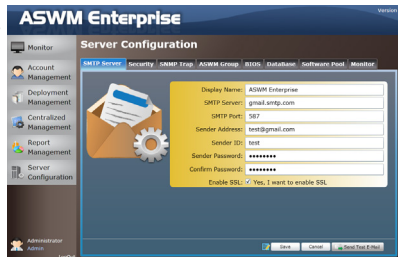 ASWM Enterprise
Version
Monitor
Account
Management
Deployment
Management
Centralized
Management
Report
Management
Server
Configuration
Administrator
Admin
LogOut
Server Configuration
SMTP Server Security SNMP Trap ASWM Group BIOS DataBase Software Pool Monitor
Display Name: ASWM Enterprise
SMTP Server: gmail.smtp.com
SMTP Port: 587
Sender Address: test@gmail.com
Sender ID: test
Sender Password: ••••••••
Confirm Password: ••••••••
Enable SSL: Yes, I want to enable SSL
Save Cancel Send Test E-Mail